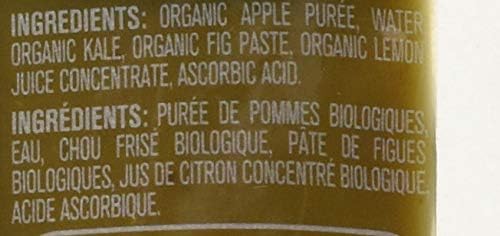 INGREDIENTS: ORGANIC APPLE PURÉE, WATER,
ORGANIC KALE, ORGANIC FIG PASTE, ORGANIC LEMON
JUICE CONCENTRATE, ASCORBIC ACID.
INGRÉDIENTS: PURÉE DE POMMES BIOLOGIQUES,
EAU, CHOU FRISÉ BIOLOGIQUE, PÂTE DE FIGUES
BIOLOGIQUES, JUS DE CITRON CONCENTRÉ BIOLOGIQUE,
ACIDE ASCORBIQUE.